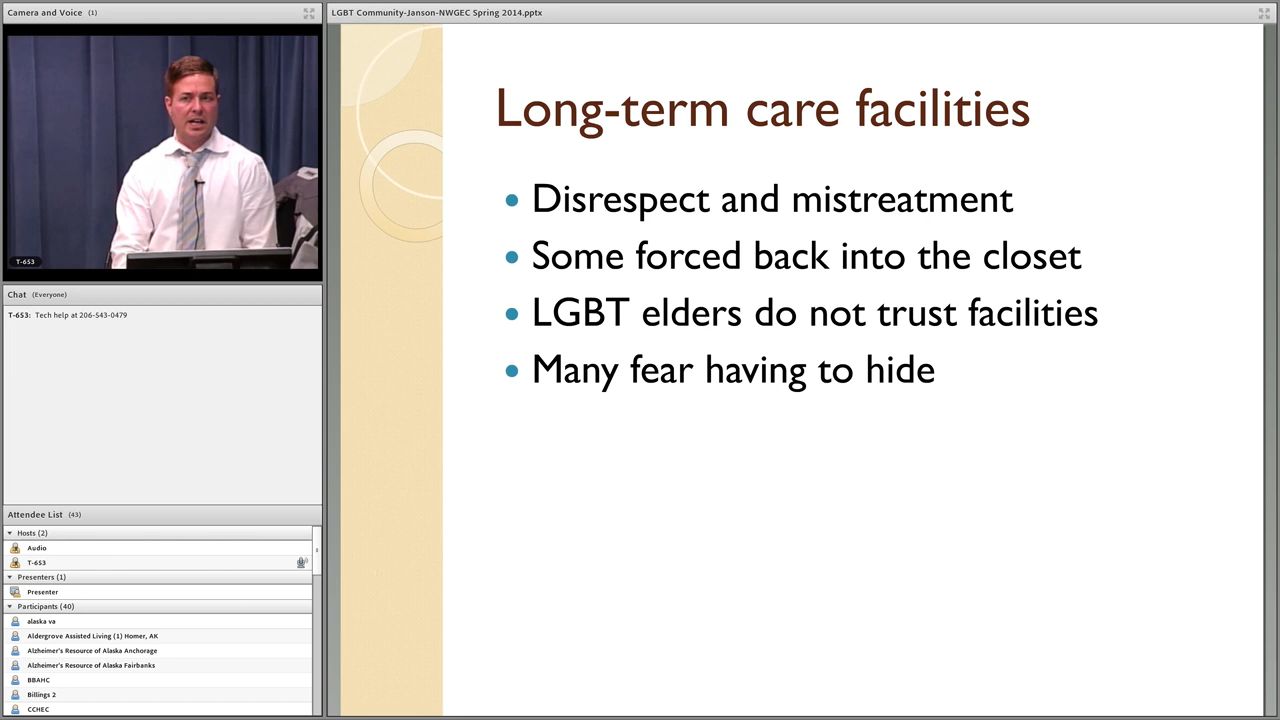 Camera and Voice (1)
T-653
Chat (Everyone)
T-653: Tech help at 206-543-0479
Attendee List (43)
Hosts (2)
Audio
T-653
Presenters (1)
Presenter
Participants (40)
alaska va
Aldergrove Assisted Living (1) Homer, AK
Alzheimer's Resource of Alaska Anchorage
Alzheimer's Resource of Alaska Fairbanks
BBAHC
Billings 2
CCHEC
LGBT Community-Janson-NWGEC Spring 2014.pptx
Long-term care facilities
• Disrespect and mistreatment
• Some forced back into the closet
• LGBT elders do not trust facilities
• Many fear having to hide